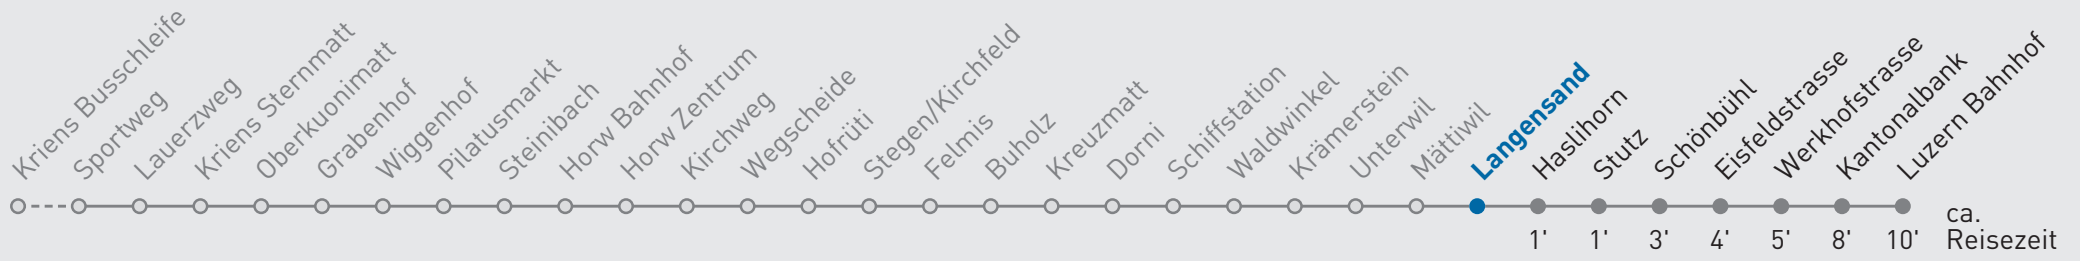 Kriens Busschleife
Sportweg
Lauerzweg
Kriens Sternmatt
Oberkuonimatt
Grabenhof
Wiggenhof
Pilatusmarkt
Steinibach
Horw Bahnhof
Horw Zentrum
Kirchweg
Wegscheide
Hofrüti
Stegen/Kirchfeld
Felmis
Buholz
Kreuzmatt
Dorni
Schiffstation
Waldwinkel
Krämerstein
Unterwil
Mättiwil
Langensand
Haslihorn
Stutz
Schönbühl
Eisfeldstrasse
Werkhofstrasse
Kantonalbank
Luzern Bahnhof
ca.
1' 1' 3' 4' 5' 8' 10' Reisezeit